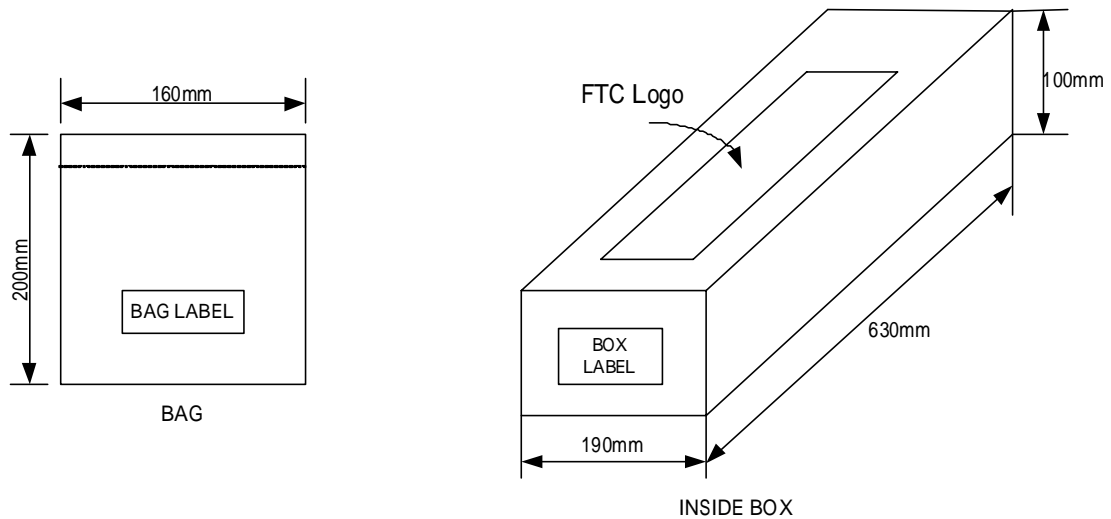 160mm
200mm
BAG LABEL
BAG
FTC Logo
100mm
630mm
BOX
LABEL
190mm
INSIDE BOX